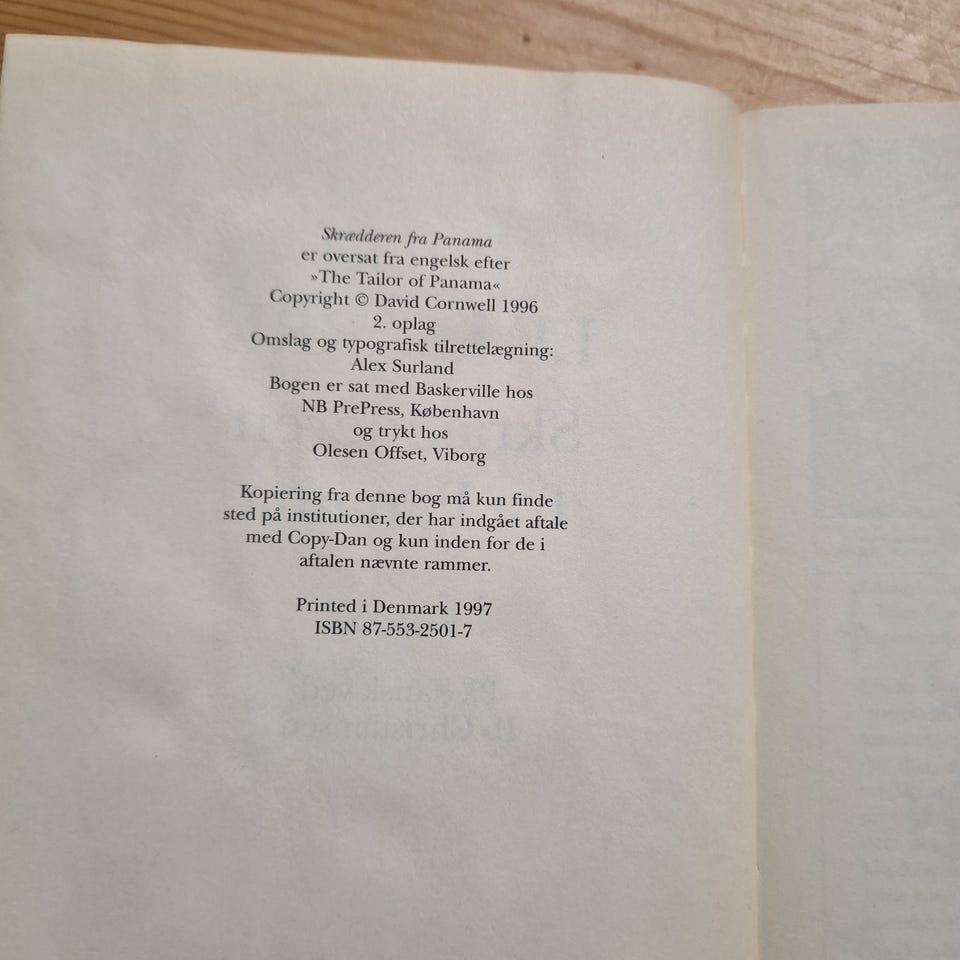 Skrædderen fra Panama
er oversat fra engelsk efter
»The Tailor of Panama«
Copyright © David Cornwell 1996
2. oplag
Omslag og typografisk tilrettelægning:
Alex Surland
Bogen er sat med Baskerville hos
NB PrePress, København
og trykt hos
Olesen Offset, Viborg
Kopiering fra denne bog må kun finde
sted på institutioner, der har indgået aftale
med Copy-Dan og kun inden for de i
aftalen nævnte rammer.
Printed i Denmark 1997
ISBN 87-553-2501-7